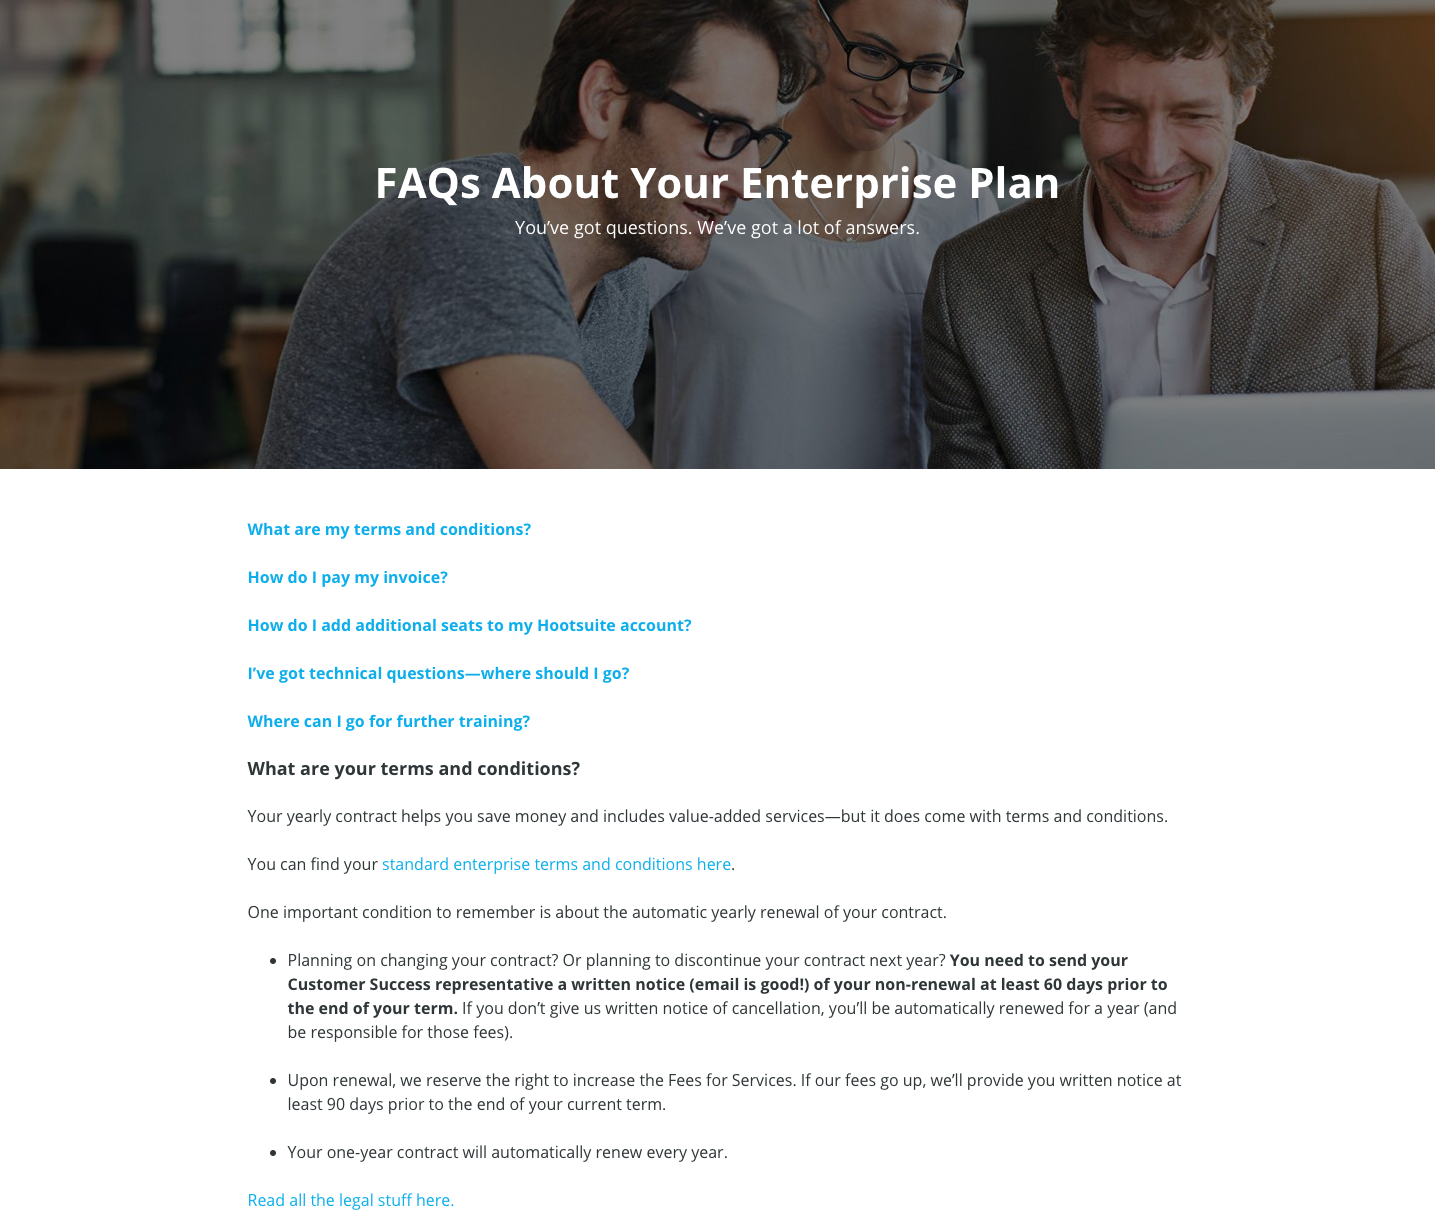 FAQs About Your Enterprise Plan
You’ve got questions. We’ve got a lot of answers.
What are my terms and conditions?
How do I pay my invoice?
How do I add additional seats to my Hootsuite account?
I’ve got technical questions—where should I go?
Where can I go for further training?
What are your terms and conditions?
Your yearly contract helps you save money and includes value-added services—but it does come with terms and conditions.
You can find your standard enterprise terms and conditions here.
One important condition to remember is about the automatic yearly renewal of your contract.
• Planning on changing your contract? Or planning to discontinue your contract next year? You need to send your
Customer Success representative a written notice (email is good!) of your non-renewal at least 60 days prior to
the end of your term. If you don’t give us written notice of cancellation, you’ll be automatically renewed for a year (and
be responsible for those fees).
• Upon renewal, we reserve the right to increase the Fees for Services. If our fees go up, we’ll provide you written notice at
least 90 days prior to the end of your current term.
• Your one-year contract will automatically renew every year.
Read all the legal stuff here.